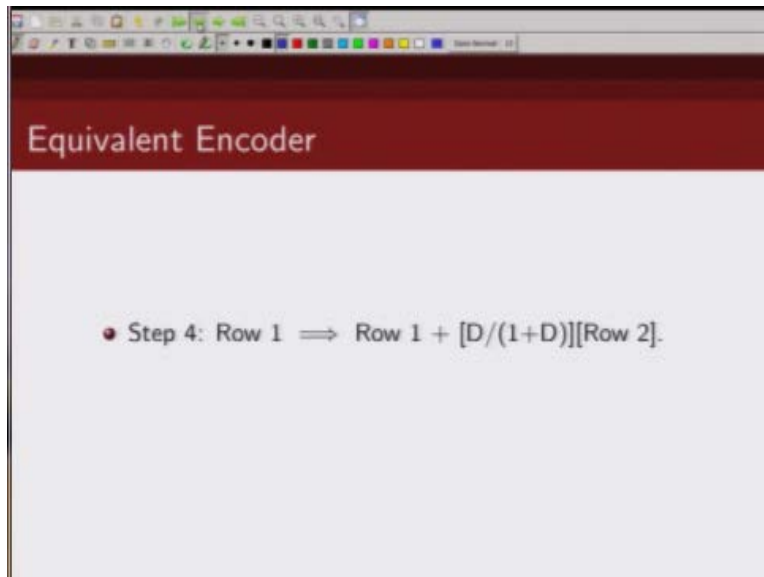 Equivalent Encoder
Step 4: Row 1 ⟹ Row 1 + [D/(1+D)][Row 2].